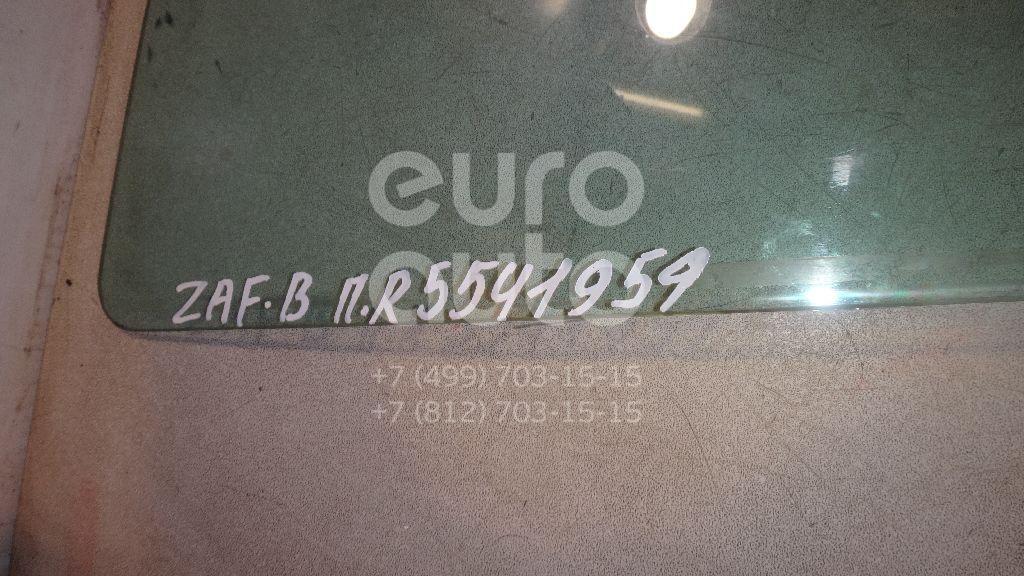 euro
auto
ZAF.B П.R 5541959
+7 (499) 703-15-15
+7 (812) 703-15-15